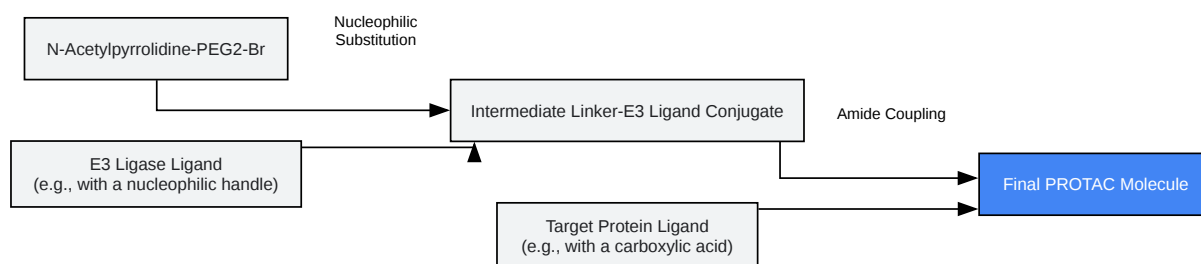 Nucleophilic
Substitution
N-Acetylpyrrolidine-PEG2-Br
Intermediate Linker-E3 Ligand Conjugate
Amide Coupling
E3 Ligase Ligand
(e.g., with a nucleophilic handle)
Final PROTAC Molecule
Target Protein Ligand
(e.g., with a carboxylic acid)